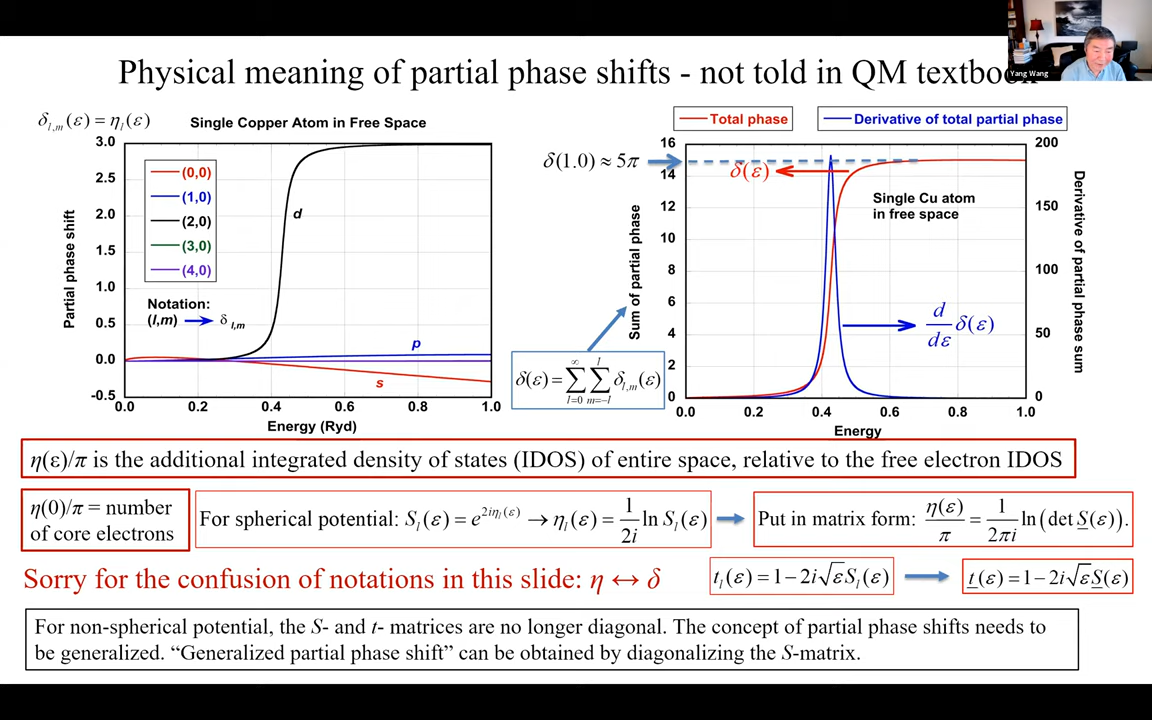 Physical meaning of partial phase shifts - not told in QM textbook
Yang Wang
δ_{l,m}(ε) = η_l(ε)
Single Copper Atom in Free Space
3.0
2.5
2.0
1.5
1.0
0.5
0.0
-0.5
Partial phase shift
(0,0)
(1,0)
(2,0)
(3,0)
(4,0)
Notation:
(l,m) → δ l,m
d
p
s
0.0 0.2 0.4 0.6 0.8 1.0
Energy (Ryd)
Total phase
Derivative of total partial phase
δ(1.0) ≈ 5π
16
14
12
10
8
6
4
2
0
Sum of partial phase
δ(ε)
Single Cu atom
in free space
d/dε δ(ε)
200
150
100
50
0
Derivative of partial phase sum
0.0 0.2 0.4 0.6 0.8 1.0
Energy
δ(ε) = ∑_{l=0}^{∞} ∑_{m=-l}^{l} δ_{l,m}(ε)
η(ε)/π is the additional integrated density of states (IDOS) of entire space, relative to the free electron IDOS
η(0)/π = number
of core electrons
For spherical potential: S_l(ε) = e^{2iη_l(ε)} → η_l(ε) = 1/2i ln S_l(ε)
Put in matrix form: η(ε)/π = 1/2πi ln(det S(ε)).
Sorry for the confusion of notations in this slide: η ↔ δ
t_l(ε) = 1 − 2i√ε S_l(ε)
t(ε) = 1 − 2i√ε S(ε)
For non-spherical potential, the S- and t- matrices are no longer diagonal. The concept of partial phase shifts needs to
be generalized. “Generalized partial phase shift” can be obtained by diagonalizing the S-matrix.